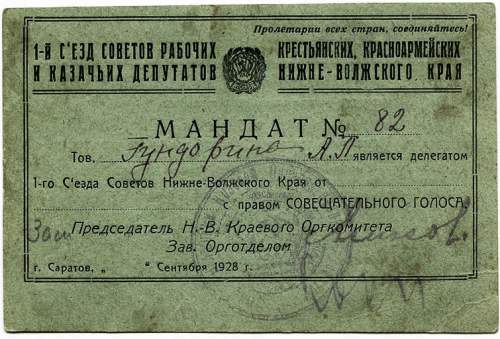 Пролетарии всех стран, соединяйтесь!
1-й С'ЕЗД СОВЕТОВ РАБОЧИХ КРЕСТЬЯНСКИХ, КРАСНОАРМЕЙСКИХ
И КАЗАЧЬИХ ДЕПУТАТОВ НИЖНЕ-ВОЛЖСКОГО КРАЯ
МАНДАТ № 82
Тов. А.П является делегатом
1-го С'езда Советов Нижне-Волжского Края от
с правом СОВЕЩАТЕЛЬНОГО ГОЛОСА.
Зам Председатель Н.-В. Краевого Оргкомитета
Зав. Орготделом
г. Саратов, „ “ Сентября 1928 г.